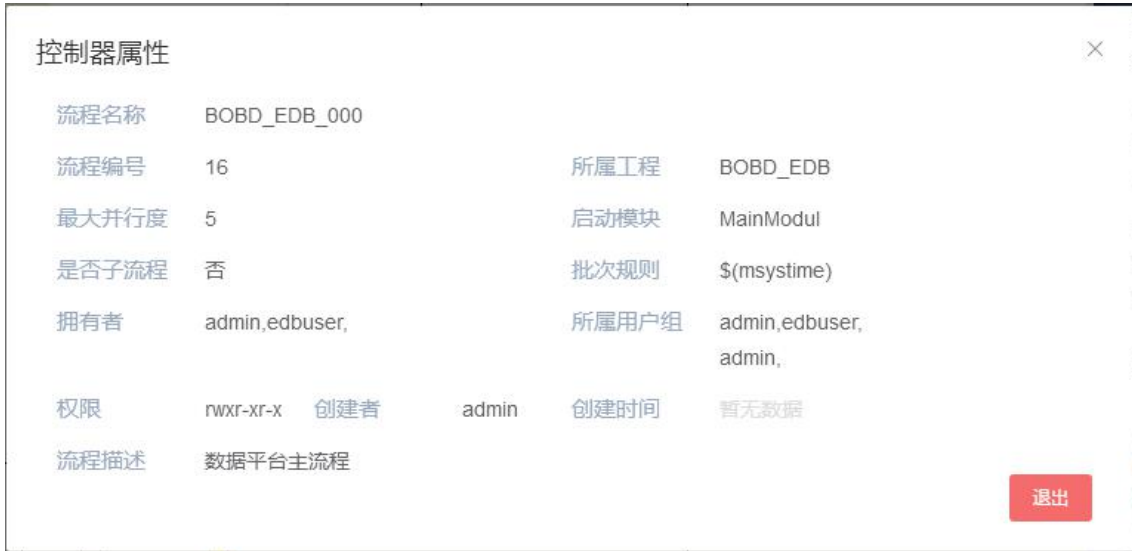 控制器属性
流程名称 BOBD_EDB_000
流程编号 16 所属工程 BOBD_EDB
最大并行度 5 启动模块 MainModul
是否子流程 否 批次规则 $(msystime)
拥有者 admin,edbuser, 所属用户组 admin,edbuser,
admin,
权限 rwxr-xr-x 创建者 admin 创建时间 暂无数据
流程描述 数据平台主流程
退出